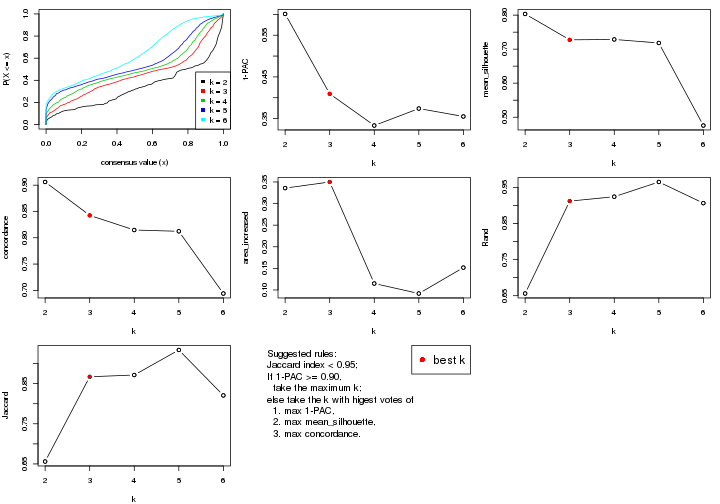 P(X <= x)
0.0 0.2 0.4 0.6 0.8 1.0
k = 2
k = 3
k = 4
k = 5
k = 6
0.0 0.2 0.4 0.6 0.8 1.0
consensus value (x)
1-PAC
0.35 0.45 0.55
2 3 4 5 6
k
mean_silhouette
0.50 0.60 0.70 0.80
2 3 4 5 6
k
concordance
0.70 0.75 0.80 0.85 0.90
2 3 4 5 6
k
area_increased
0.10 0.15 0.20 0.25 0.30 0.35
2 3 4 5 6
k
Rand
0.65 0.75 0.85 0.95
2 3 4 5 6
k
Jaccard
0.65 0.75 0.85
2 3 4 5 6
k
Suggested rules:
Jaccard index < 0.95;
If 1-PAC >= 0.90,
take the maximum k;
else take the k with higest votes of
1. max 1-PAC,
2. max mean_silhouette,
3. max concordance.
best k